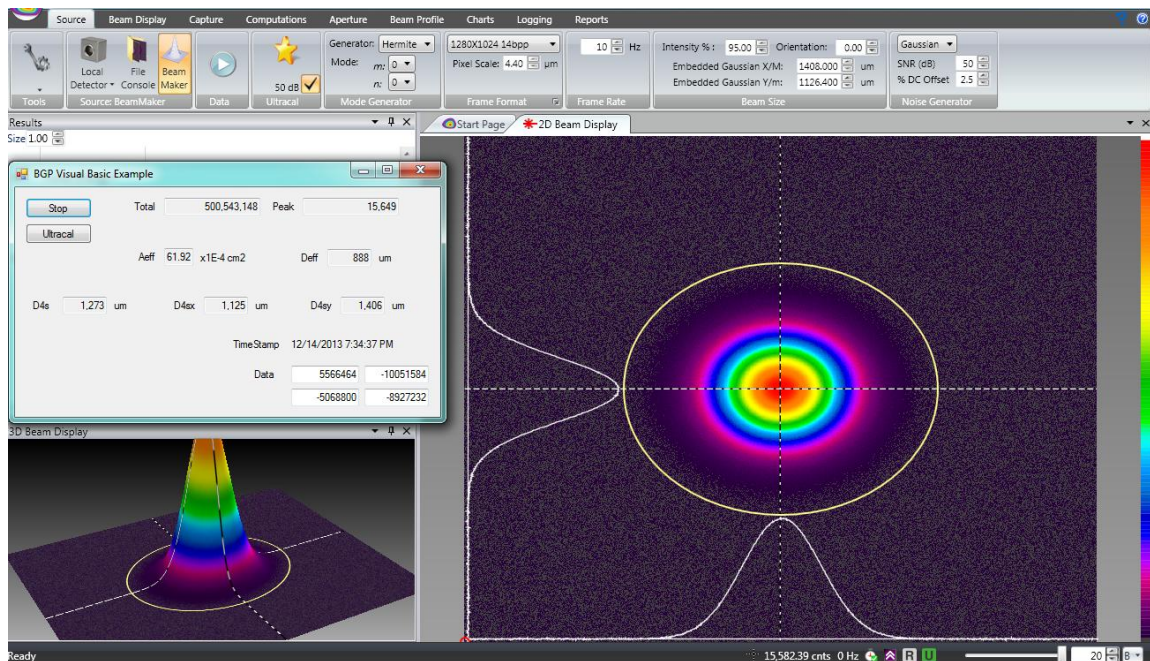 Source Beam Display Capture Computations Aperture Beam Profile Charts Logging Reports
Local Detector
File Console
Beam Maker
50 dB
Generator: Hermite
Mode: m: 0
n: 0
1280X1024 14bpp
Pixel Scale: 4.40 µm
10 Hz
Intensity %: 95.00 Orientation: 0.00
Embedded Gaussian X/M: 1408.000 um
Embedded Gaussian Y/m: 1126.400 um
Gaussian
SNR (dB) 50
% DC Offset 2.5
Tools Source: BeamMaker Data Ultracal Mode Generator Frame Format Frame Rate Beam Size Noise Generator
Results
Size 1.00
Start Page 2D Beam Display
BGP Visual Basic Example
Stop Total 500,543,148 Peak 15,649
Ultracal
Aeff 61.92 x1E-4 cm2 Deff 888 um
D4s 1,273 um D4sx 1,125 um D4sy 1,406 um
TimeStamp 12/14/2013 7:34:37 PM
Data 5566464 -10051584
-5068800 -8927232
3D Beam Display
Ready 15,582.39 cnts 0 Hz R U 20 B